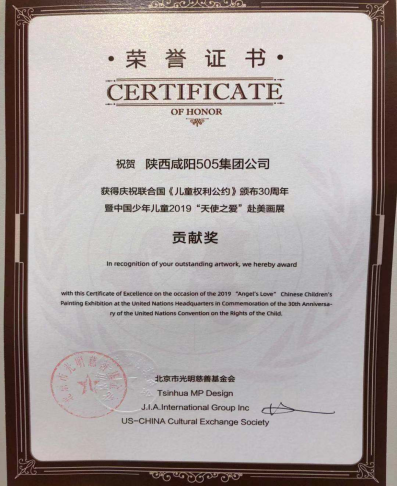 ·荣誉证书·
CERTIFICATE
OF HONOR
祝贺 陕西咸阳505集团公司
获得庆祝联合国《儿童权利公约》颁布30周年
暨中国少年儿童2019“天使之爱”赴美画展
贡献奖
In recognition of your outstanding artwork, we hereby award
with this Certificate of Excellence on the occasion of the 2019 “Angel's Love” Chinese Children's
Painting Exhibition at the United Nations Headquarters in Commemoration of the 30th Anniversa-
ry of the United Nations Convention on the Rights of the Child.
北京市光明慈善基金会
Tsinhua MP Design
J.I.A.International Group Inc
US-CHINA Cultural Exchange Society